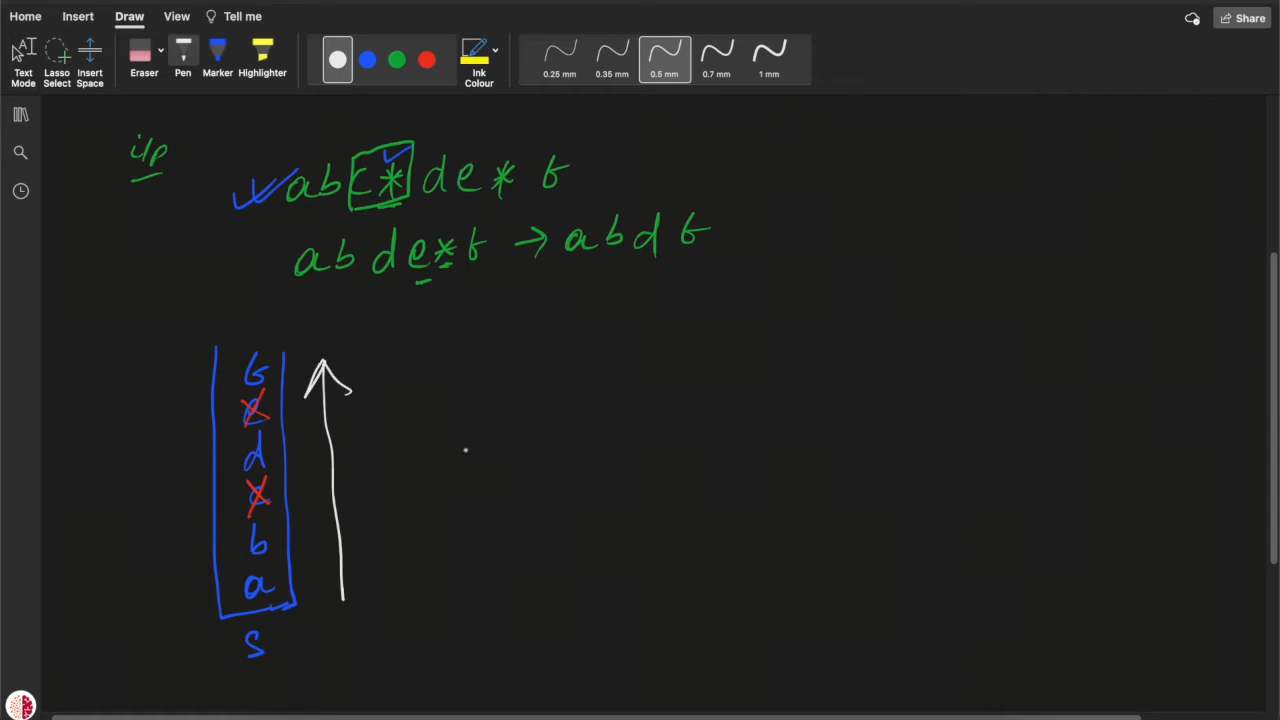 Home Insert Draw View Tell me
Share
Text Mode Lasso Select Insert Space Eraser Pen Marker Highlighter Ink Colour 0.25 mm 0.35 mm 0.5 mm 0.7 mm 1 mm
i/p
abc*de*
abde* → abd
d
b
a
s